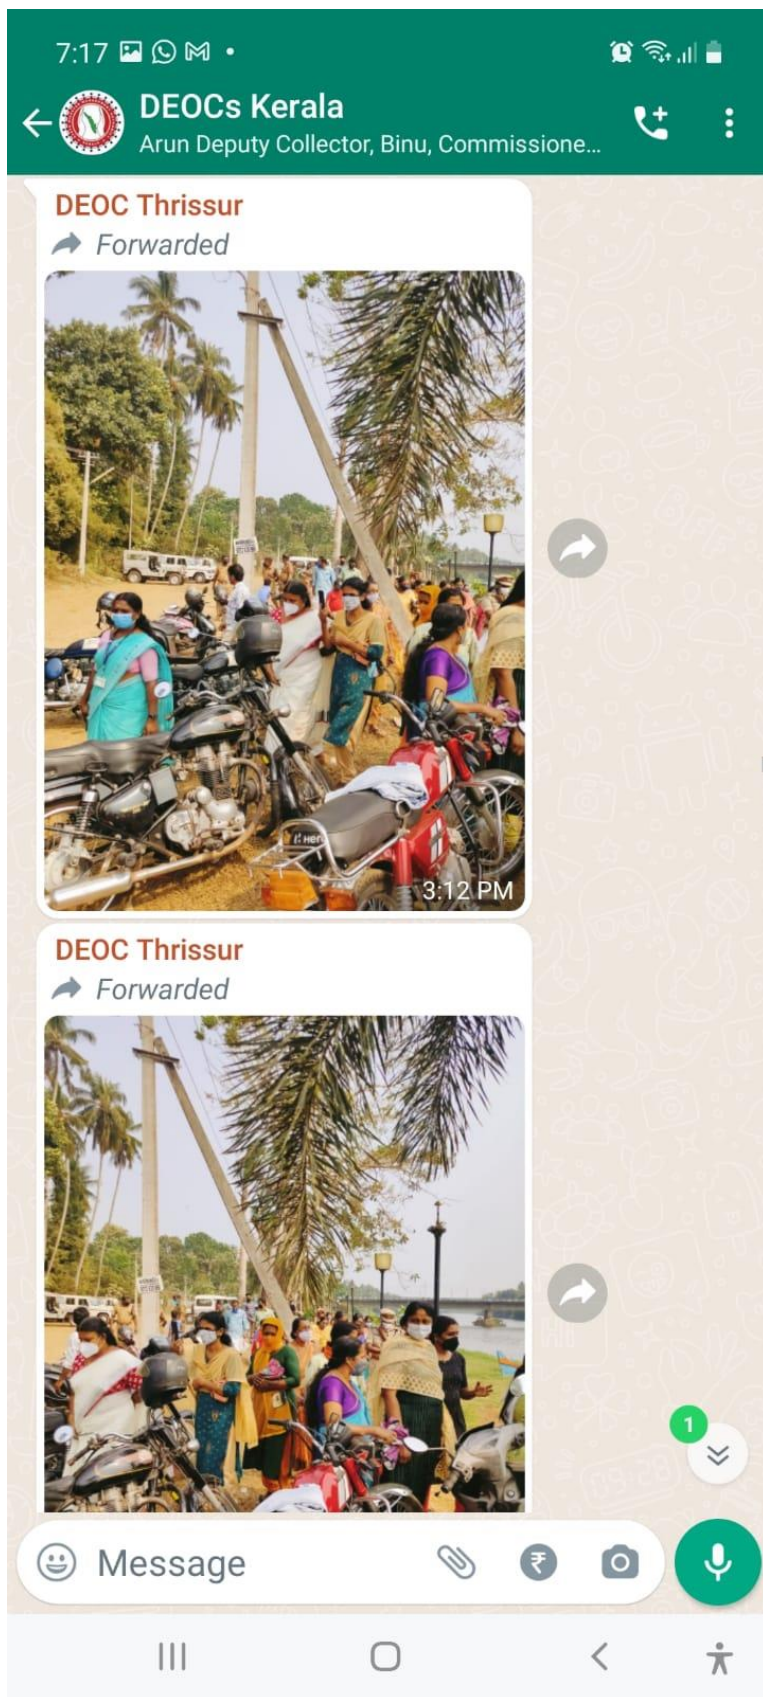 7:17
DEOCs Kerala
Arun Deputy Collector, Binu, Commissione...
DEOC Thrissur
Forwarded
3:12 PM
DEOC Thrissur
Forwarded
1
Message